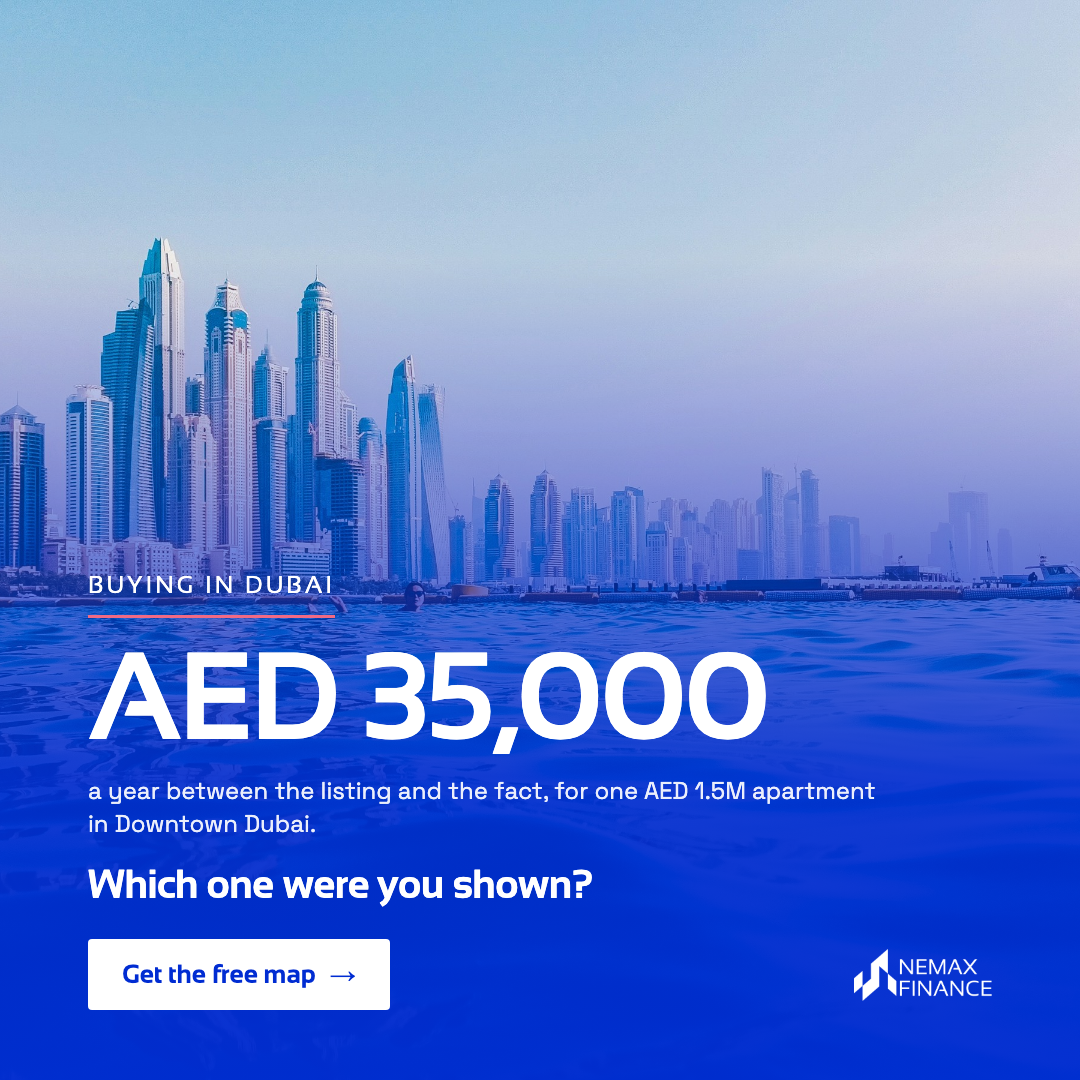 BUYING IN DUBAI
AED 35,000
a year between the listing and the fact, for one AED 1.5M apartment
in Downtown Dubai.
Which one were you shown?
Get the free map →
NEMAX
FINANCE